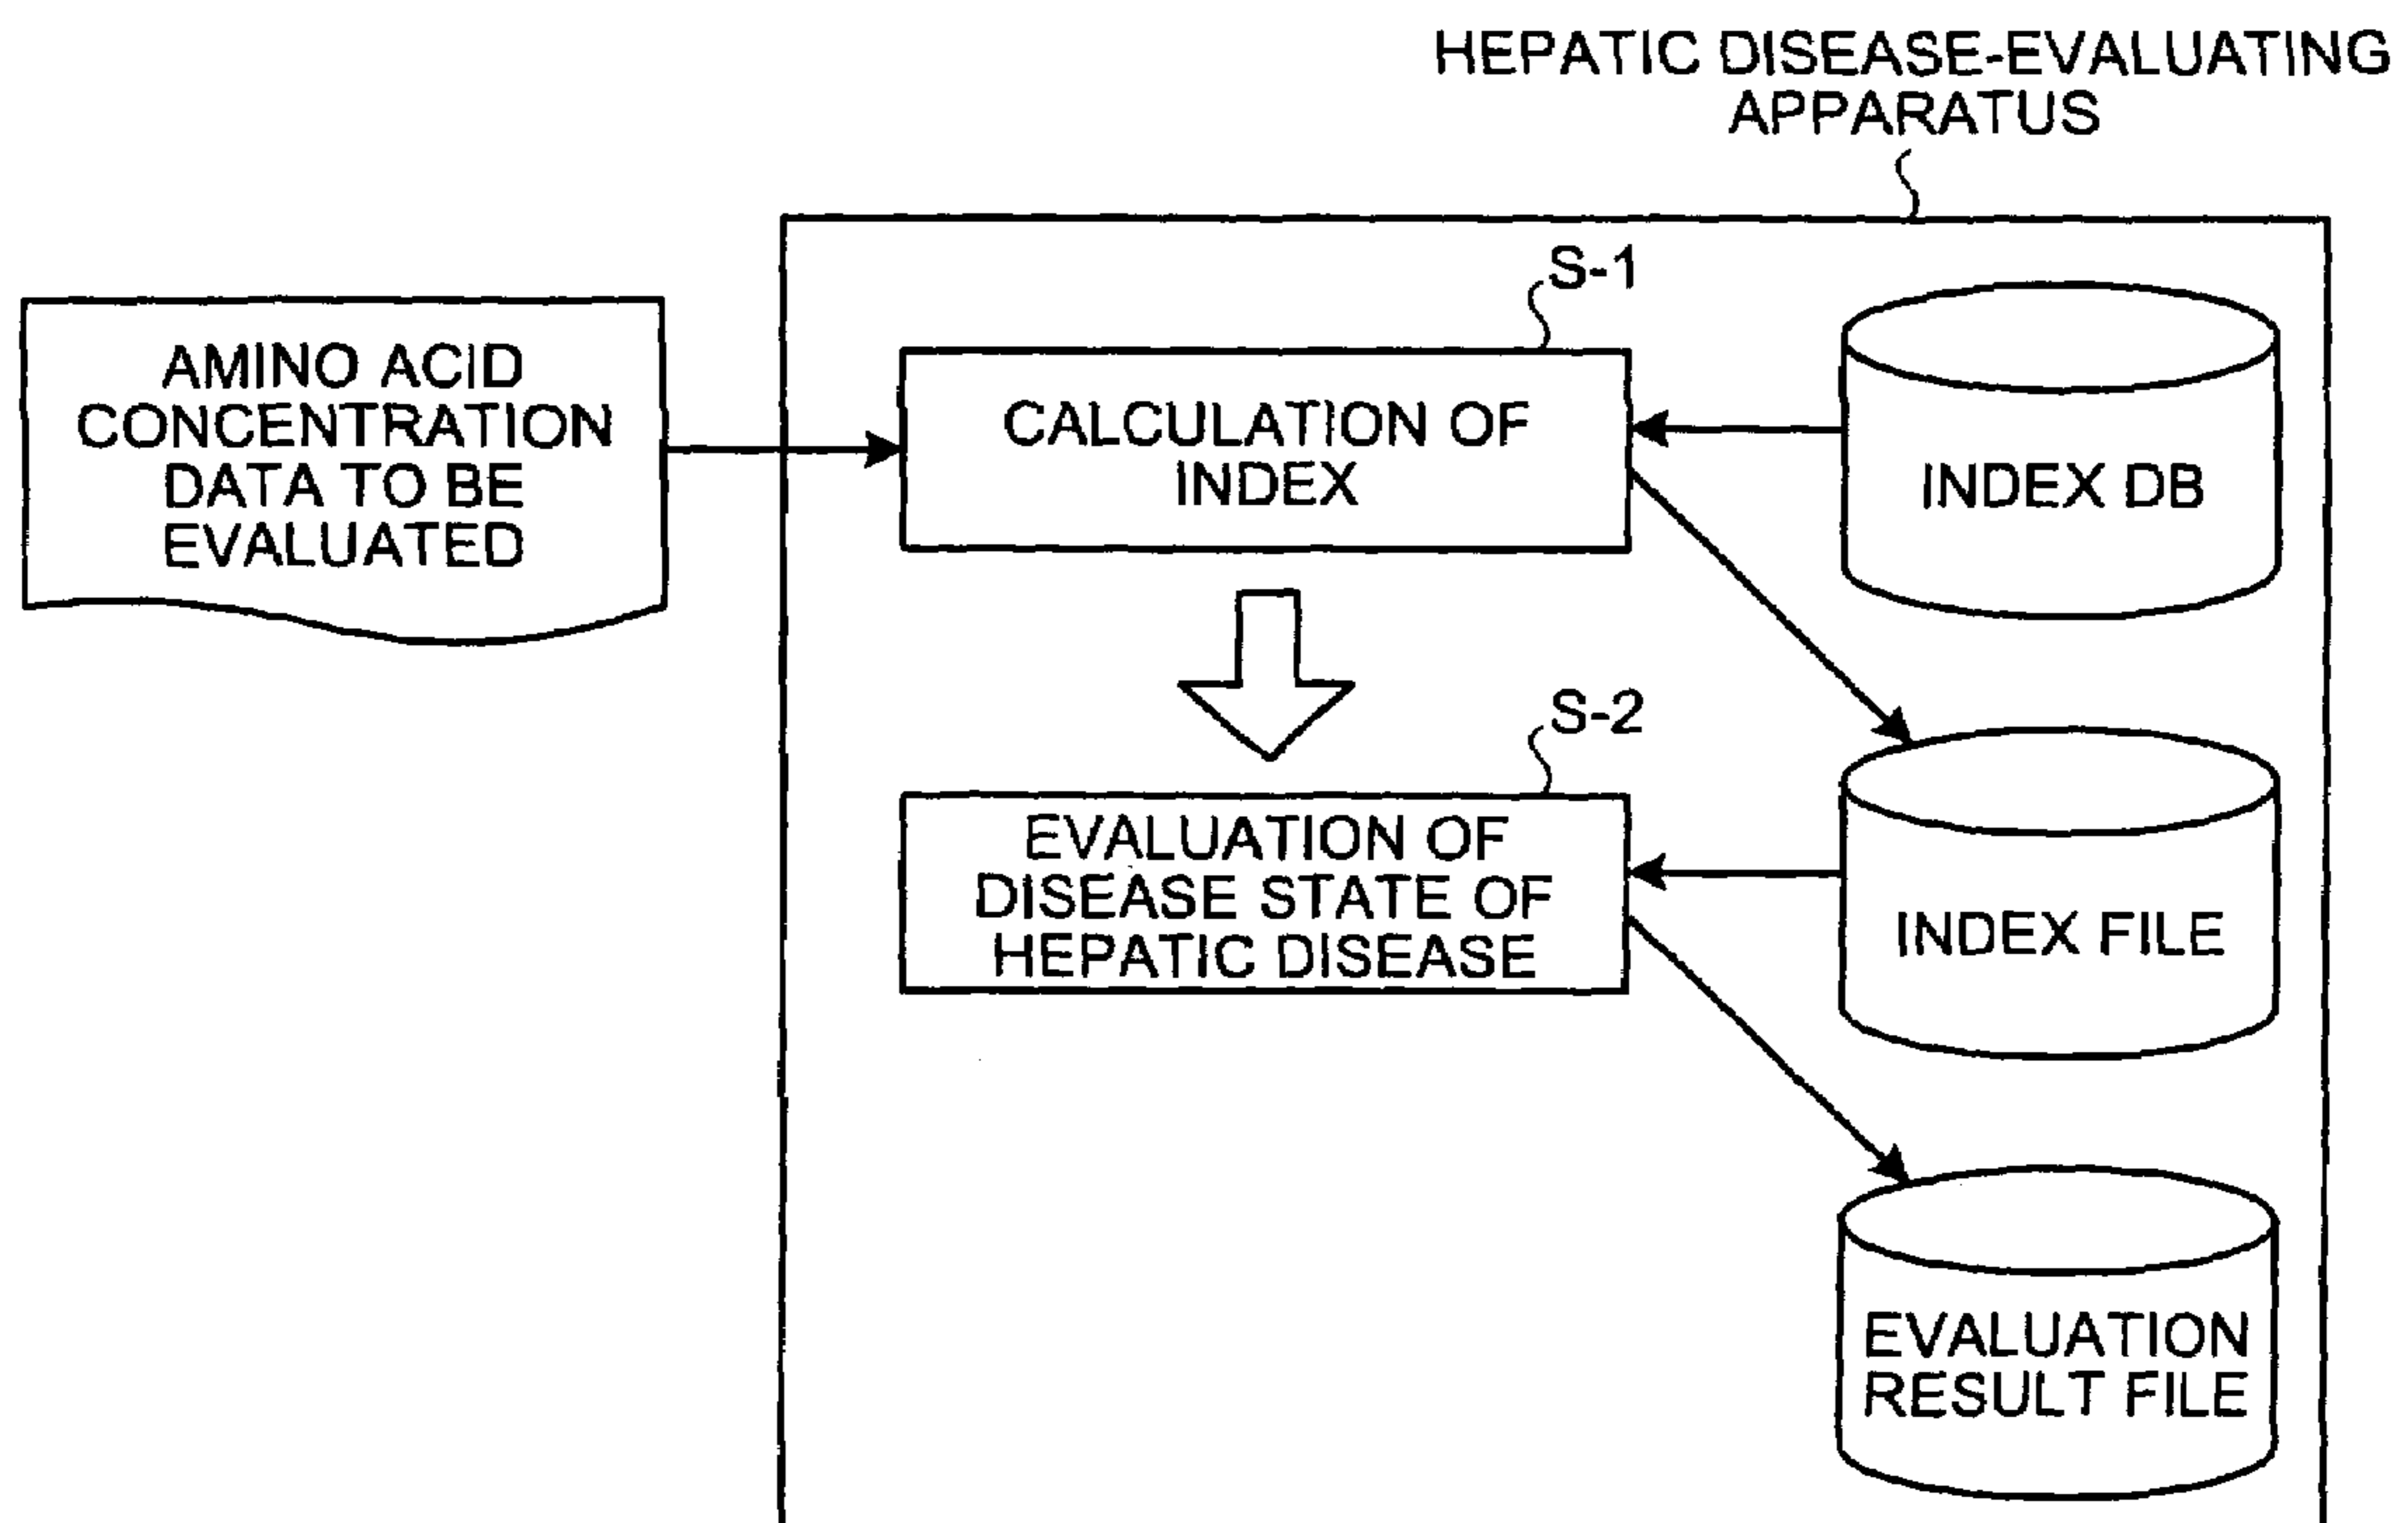 HEPATIC DISEASE-EVALUATING
APPARATUS
S-1
AMINO ACID
CONCENTRATION
DATA TO BE
EVALUATED
CALCULATION OF
INDEX
INDEX DB
S-2
EVALUATION OF
DISEASE STATE OF
HEPATIC DISEASE
INDEX FILE
EVALUATION
RESULT FILE